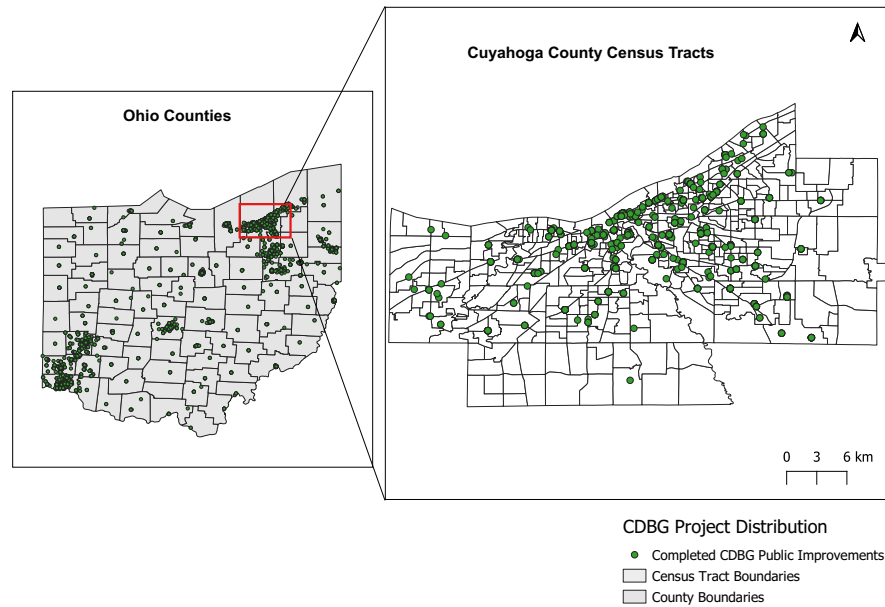 Cuyahoga County Census Tracts
Ohio Counties
0 3 6 km
CDBG Project Distribution
Completed CDBG Public Improvements
Census Tract Boundaries
County Boundaries